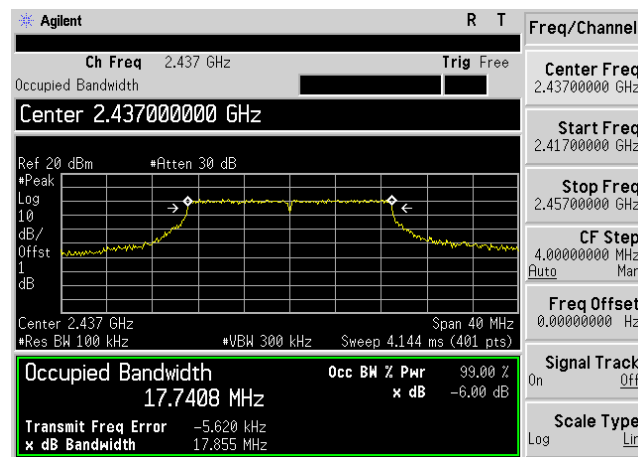 Agilent R T
Ch Freq 2.437 GHz Trig Free
Occupied Bandwidth
Center 2.437000000 GHz
Ref 20 dBm #Atten 30 dB
#Peak
Log
10
dB/
Offst
1
dB
Center 2.437 GHz Span 40 MHz
#Res BW 100 kHz #VBW 300 kHz Sweep 4.144 ms (401 pts)
Occupied Bandwidth Occ BW % Pwr 99.00 %
17.7408 MHz x dB -6.00 dB
Transmit Freq Error -5.620 kHz
x dB Bandwidth 17.855 MHz
Freq/Channel
Center Freq
2.43700000 GHz
Start Freq
2.41700000 GHz
Stop Freq
2.45700000 GHz
CF Step
4.00000000 MHz
Auto Man
Freq Offset
0.00000000 Hz
Signal Track
On Off
Scale Type
Log Lin